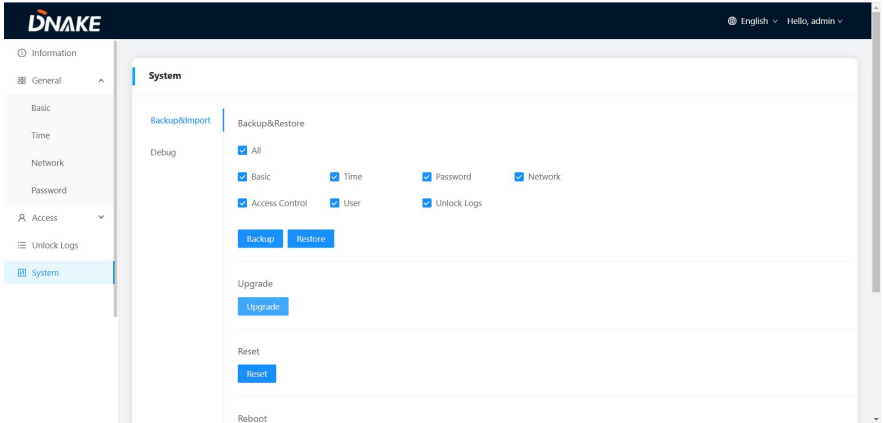 DNAKE
English
Hello, admin
Information
General
Basic
Time
Network
Password
Access
Unlock Logs
System
System
Backup&Import
Debug
Backup&Restore
All
Basic Time Password Network
Access Control User Unlock Logs
Backup Restore
Upgrade
Upgrade
Reset
Reset
Reboot